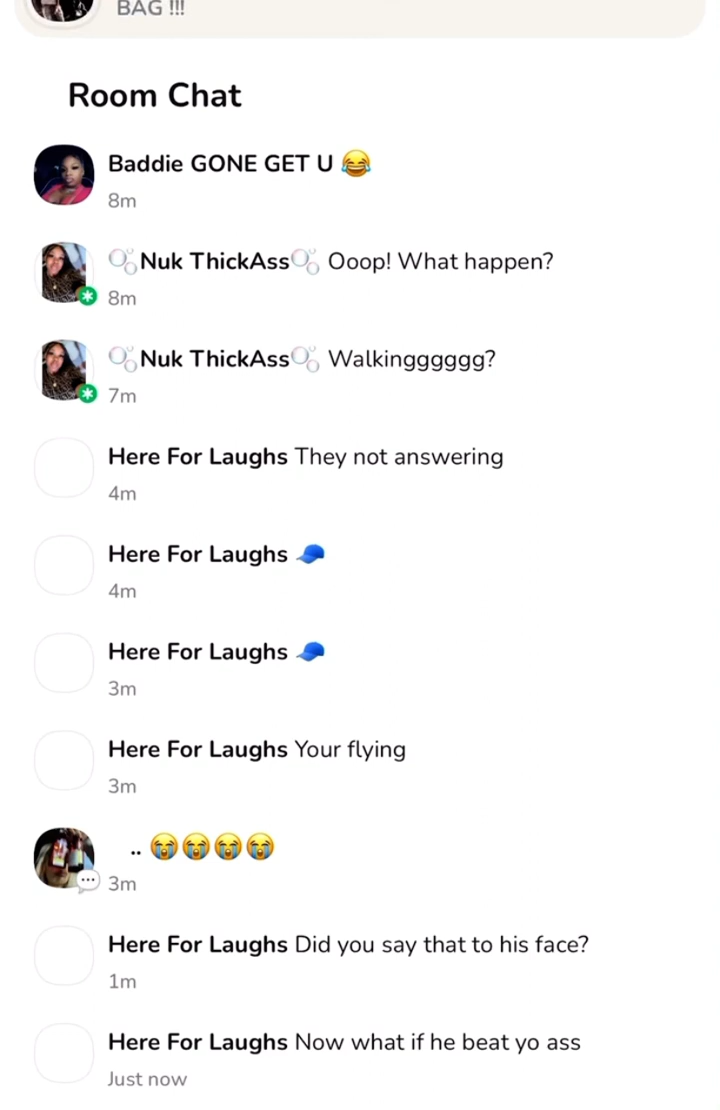 BAG !!!
Room Chat
Baddie GONE GET U 😂
8m
🫧Nuk ThickAss🫧 Ooop! What happen?
8m
🫧Nuk ThickAss🫧 Walkingggggg?
7m
Here For Laughs They not answering
4m
Here For Laughs 🧢
4m
Here For Laughs 🧢
3m
Here For Laughs Your flying
3m
.. 😭😭😭😭
3m
Here For Laughs Did you say that to his face?
1m
Here For Laughs Now what if he beat yo ass
Just now